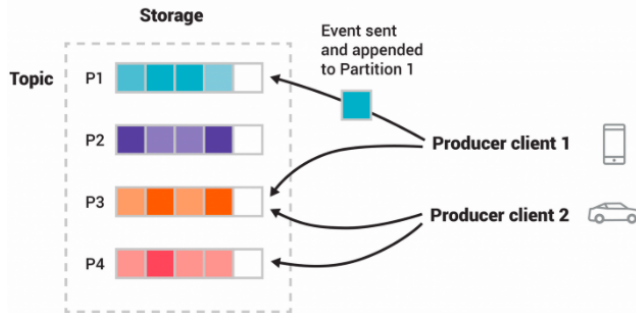 Storage
Event sent
and appended
to Partition 1
Topic
P1
P2
Producer client 1
P3
Producer client 2
P4